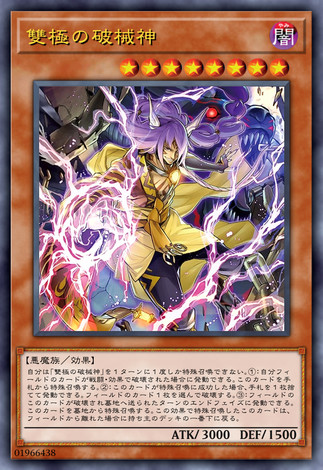 雙極の破械神
闇
やみ
【悪魔族／効果】
自分は「雙極の破械神」を１ターンに１度しか特殊召喚できない。①：自分フ
ィールドのカードが戦闘・効果で破壊された場合に発動できる。このカードを手
札から特殊召喚する。②：このカードが特殊召喚に成功した場合、手札を１枚捨
てて発動できる。フィールドのカード１枚を選んで破壊する。③：フィールドの
このカードが破壊され墓地へ送られたターンのエンドフェイズに発動できる。
このカードを墓地から特殊召喚する。この効果で特殊召喚したこのカードは、
フィールドから離れた場合に持ち主のデッキの一番下に戻る。
ATK/ 3000 DEF/1500
01966438